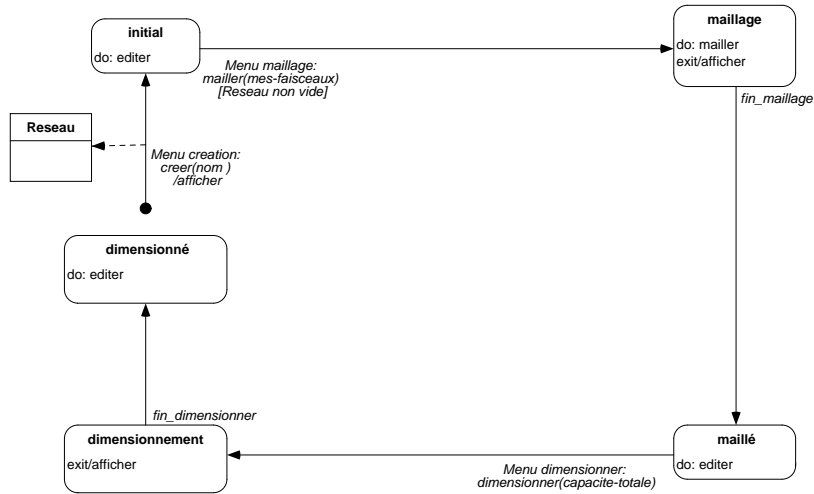 initial
do: editer
maillage
do: mailler
exit/afficher
Menu maillage:
mailler(mes-faisceaux)
[Reseau non vide]
fin_maillage
Reseau
Menu creation:
creer(nom )
/afficher
dimensionné
do: editer
fin_dimensionner
dimensionnement
exit/afficher
Menu dimensionner:
dimensionner(capacite-totale)
maillé
do: editer